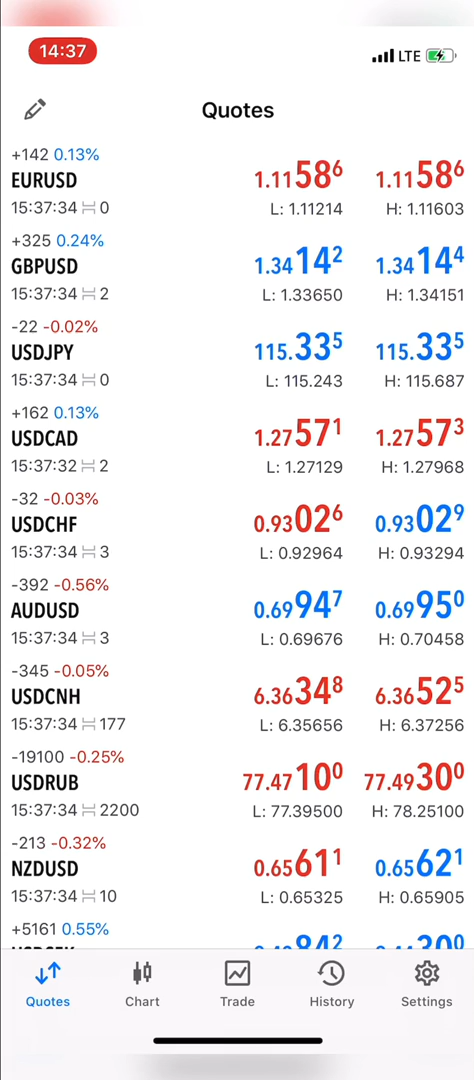 14:37 LTE
Quotes
+142 0.13%
EURUSD 1.11586 1.11586
15:37:34 0 L: 1.11214 H: 1.11603
+325 0.24%
GBPUSD 1.34142 1.34144
15:37:34 2 L: 1.33650 H: 1.34151
-22 -0.02%
USDJPY 115.335 115.335
15:37:34 0 L: 115.243 H: 115.687
+162 0.13%
USDCAD 1.27571 1.27573
15:37:32 2 L: 1.27129 H: 1.27968
-32 -0.03%
USDCHF 0.93026 0.93029
15:37:34 3 L: 0.92964 H: 0.93294
-392 -0.56%
AUDUSD 0.69947 0.69950
15:37:34 3 L: 0.69676 H: 0.70458
-345 -0.05%
USDCNH 6.36348 6.36525
15:37:34 177 L: 6.35656 H: 6.37256
-19100 -0.25%
USDRUB 77.47100 77.49300
15:37:34 2200 L: 77.39500 H: 78.25100
-213 -0.32%
NZDUSD 0.65611 0.65621
15:37:34 10 L: 0.65325 H: 0.65905
+5161 0.55%
Quotes Chart Trade History Settings